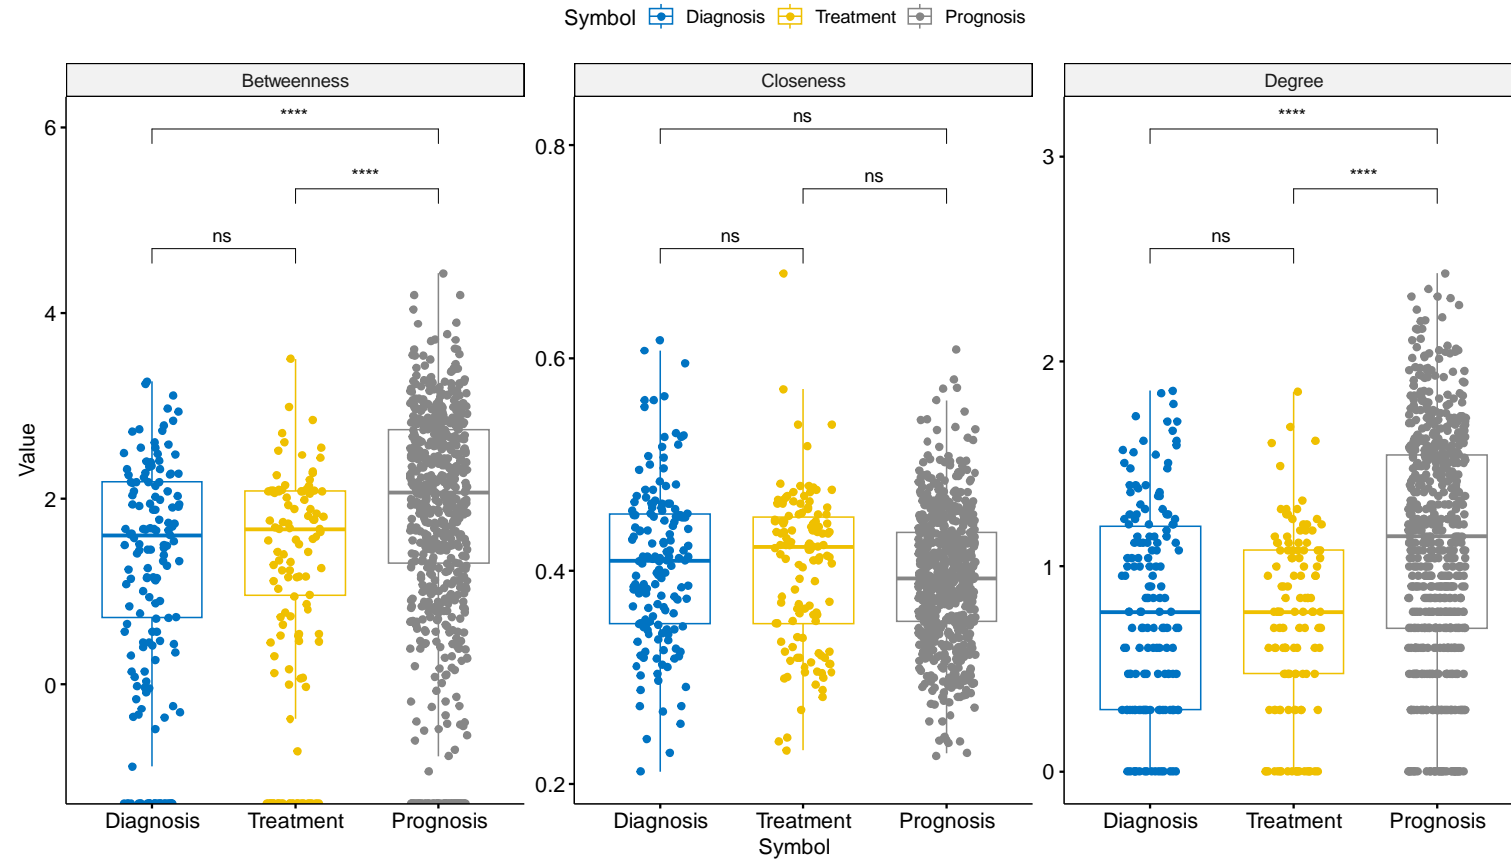 Symbol Diagnosis Treatment Prognosis
Betweenness Closeness Degree
Value
6
4
2
0
**** 
****
ns
0.8
0.6
0.4
0.2
ns
ns
ns
3
2
1
0
****
****
ns
Diagnosis Treatment Prognosis Diagnosis Treatment Prognosis Diagnosis Treatment Prognosis
Symbol